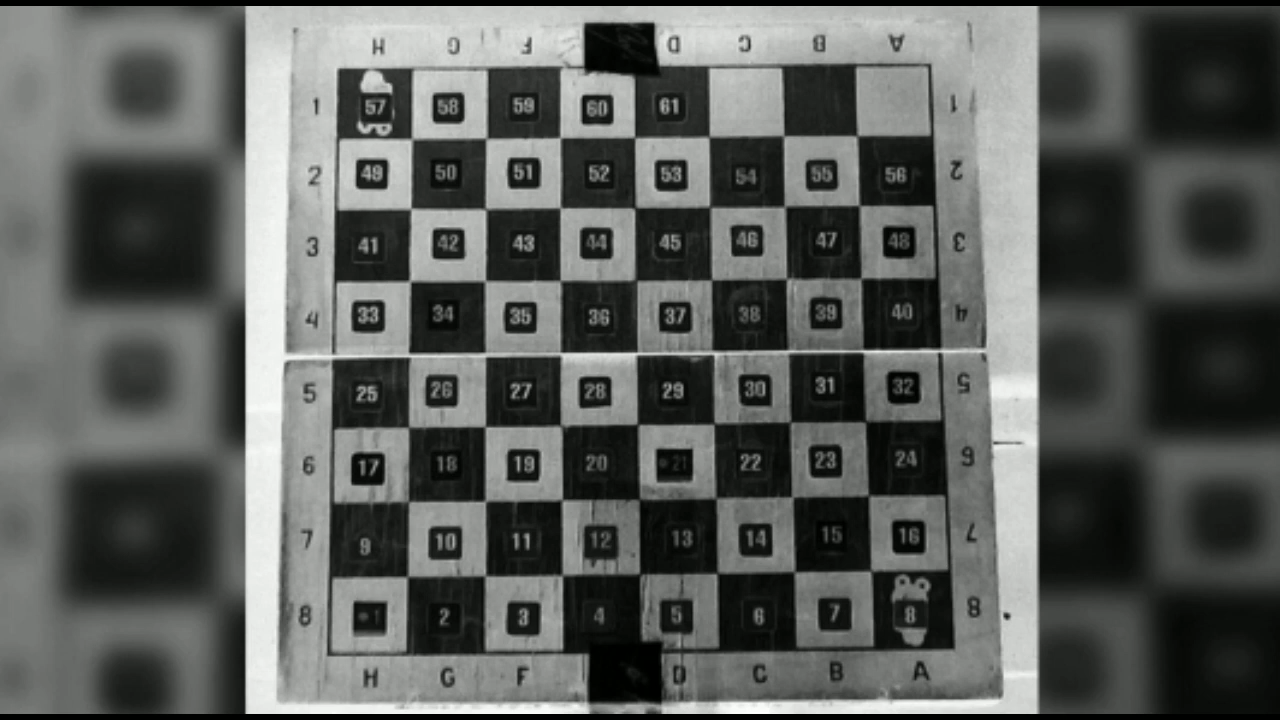 H G F D C B A
1 57 58 59 60 61 1
2 49 50 51 52 53 54 55 56 2
3 41 42 43 44 45 46 47 48 3
4 33 34 35 36 37 38 39 40 4
5 25 26 27 28 29 30 31 32 5
6 17 18 19 20 21 22 23 24 6
7 9 10 11 12 13 14 15 16 7
8 1 2 3 4 5 6 7 8 8
H G F D C B A